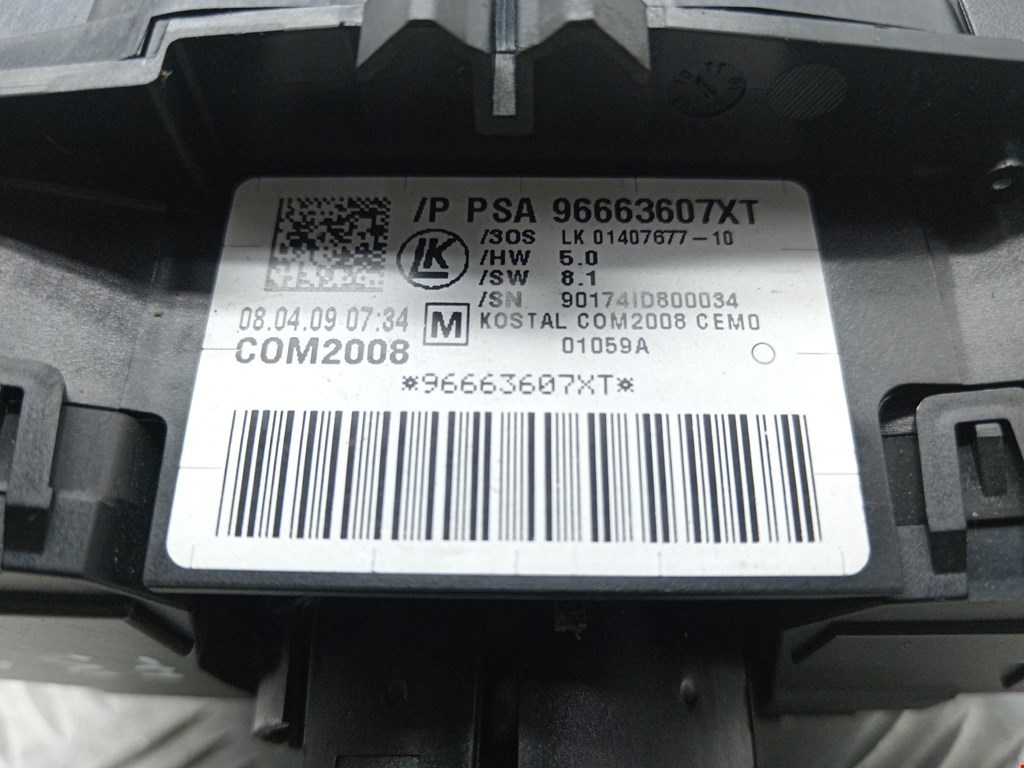 /P PSA 96663607XT
/3OS LK 01407677-10
LK
/HW 5.0
/SW 8.1
/SN 90174ID800034
08.04.09 07:34
M
KOSTAL COM2008 CEM0
COM2008
01059A
*96663607XT*